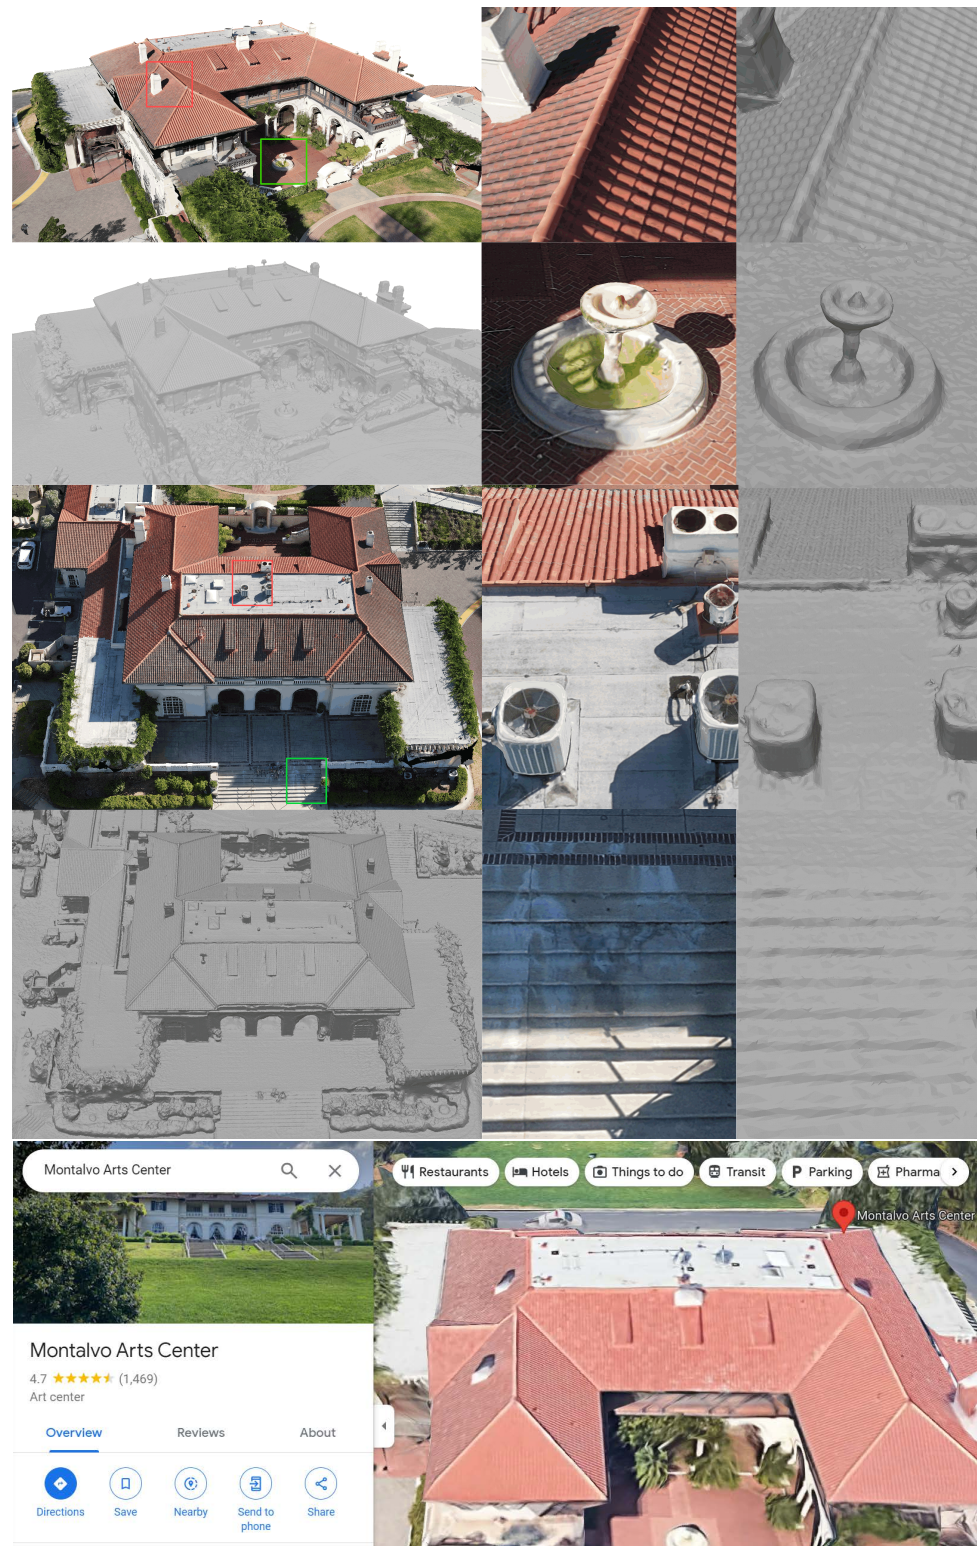 Montalvo Arts Center
Restaurants
Hotels
Things to do
Transit
Parking
Pharma
Montalvo Arts Center
Montalvo Arts Center
4.7 (1,469)
Art center
Overview
Reviews
About
Directions
Save
Nearby
Send to
phone
Share